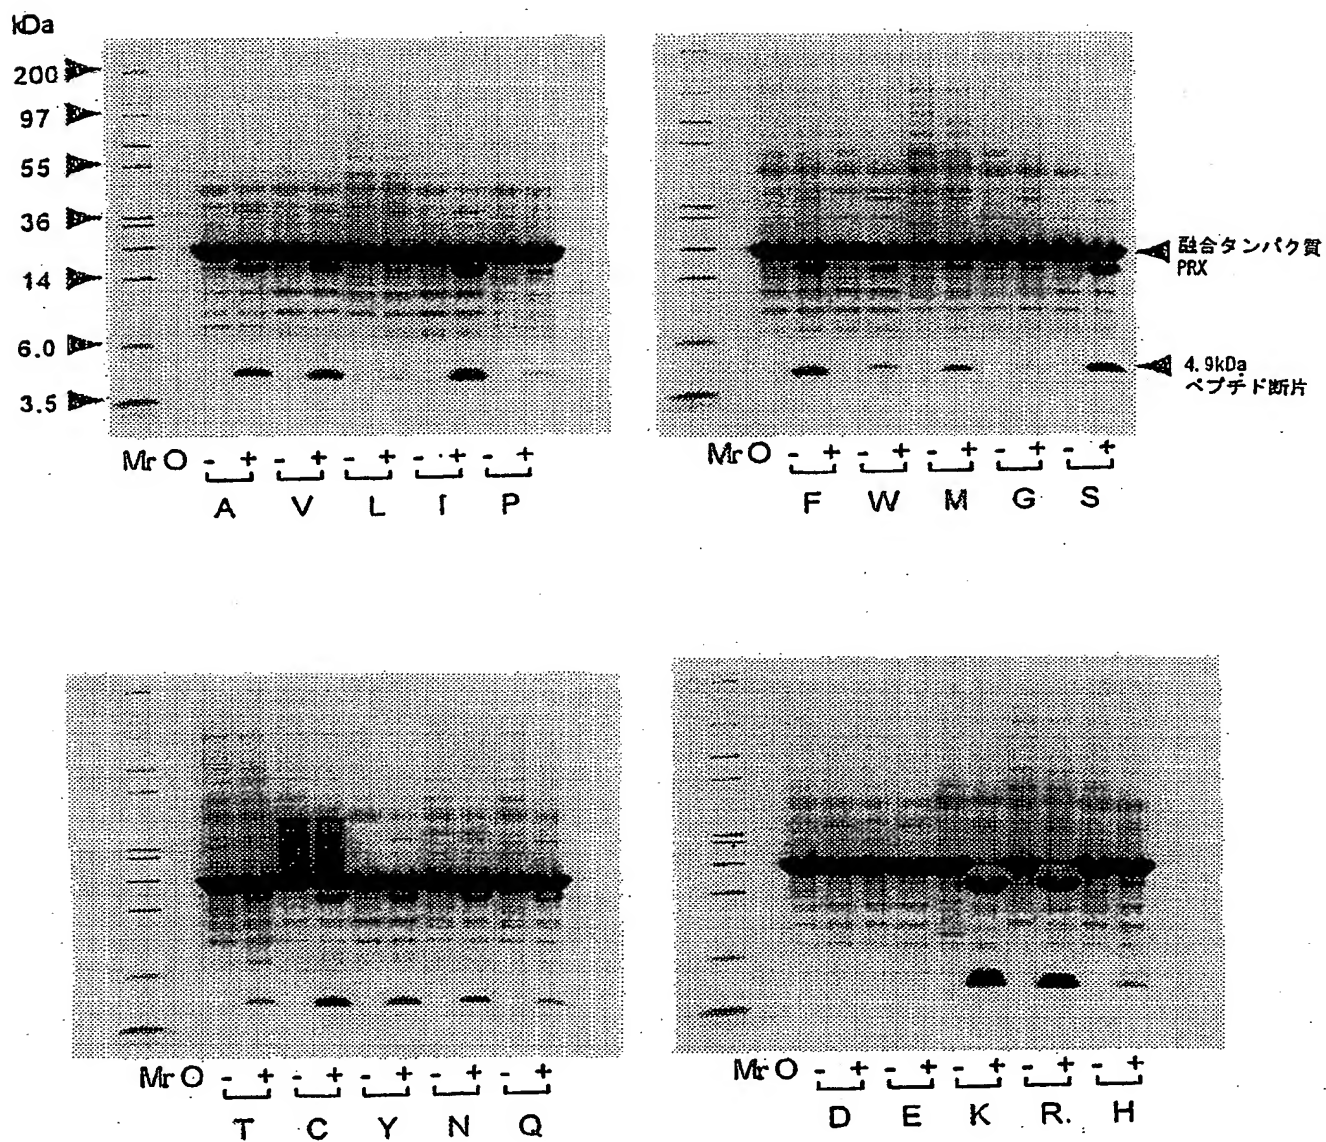 kDa
200
97
55
36
14
6.0
3.5
融合タンパク質
PRX
4.9kDa
ペプチド断片
Mr O - + - + - + - + - +
A V L I P
Mr O - + - + - + - + - +
F W M G S
Mr O - + - + - + - + - +
T C Y N Q
Mr O - + - + - + - + - +
D E K R. H